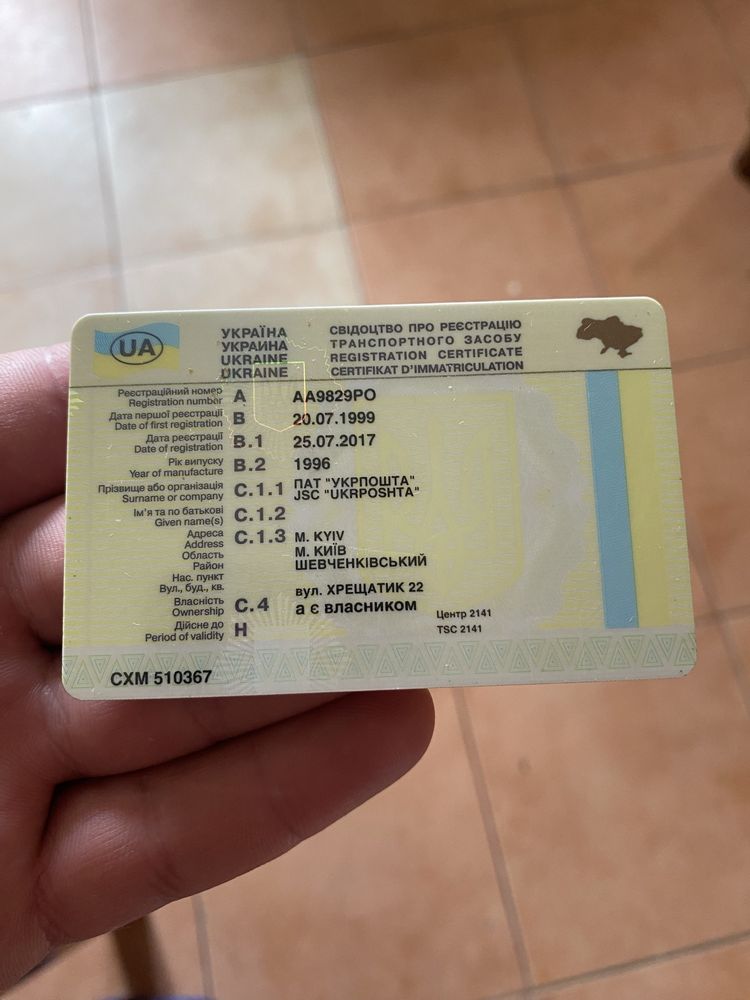 UA
УКРАЇНА
УКРАИНА
UKRAINE
UKRAINE
СВІДОЦТВО ПРО РЕЄСТРАЦІЮ
ТРАНСПОРТНОГО ЗАСОБУ
REGISTRATION CERTIFICATE
CERTIFIKAT D'IMMATRICULATION
Реєстраційний номер
Registration number
A AA9829PO
Дата першої реєстрації
Date of first registration
B 20.07.1999
Дата реєстрації
Date of registration
B.1 25.07.2017
Рік випуску
Year of manufacture
B.2 1996
Прізвище або організація
Surname or company
C.1.1 ПАТ "УКРПОШТА"
JSC "UKRPOSHTA"
Ім'я та по батькові
Given name(s)
C.1.2
Адреса
Address
C.1.3 М. KYIV
Область
М. КИЇВ
Район
ШЕВЧЕНКІВСЬКИЙ
Нас. пункт
Вул., буд., кв.
вул. ХРЕЩАТИК 22
Власність
Ownership
C.4 а є власником
Центр 2141
TSC 2141
Дійсне до
Period of validity
H
СХМ 510367